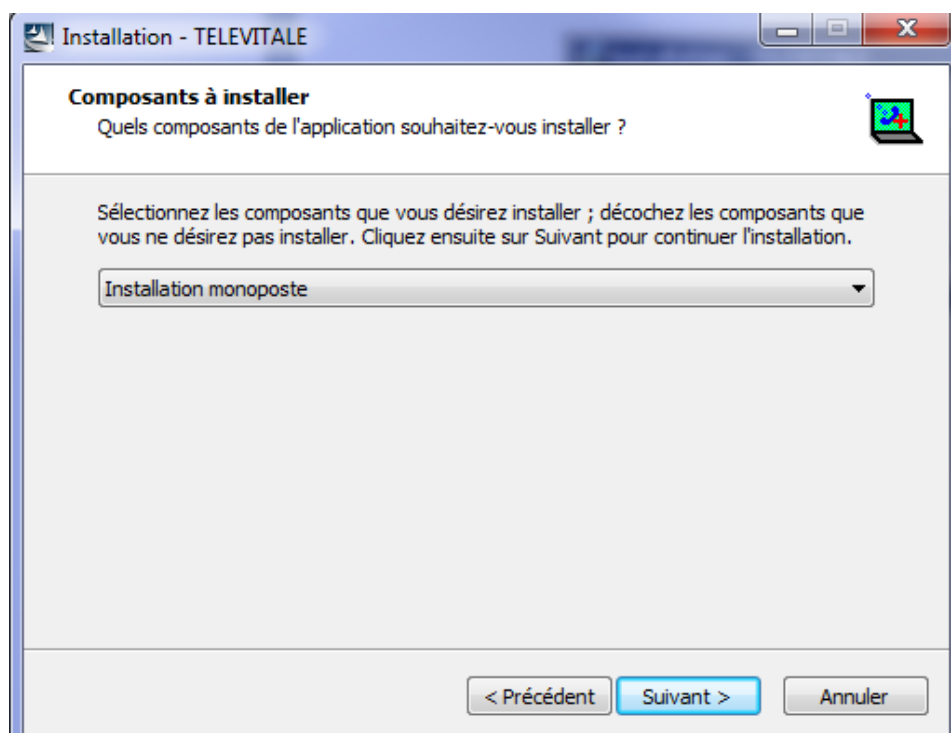 Installation - TELEVITALE
Composants à installer
Quels composants de l'application souhaitez-vous installer ?
Sélectionnez les composants que vous désirez installer ; décochez les composants que
vous ne désirez pas installer. Cliquez ensuite sur Suivant pour continuer l'installation.
Installation monoposte
< Précédent
Suivant >
Annuler